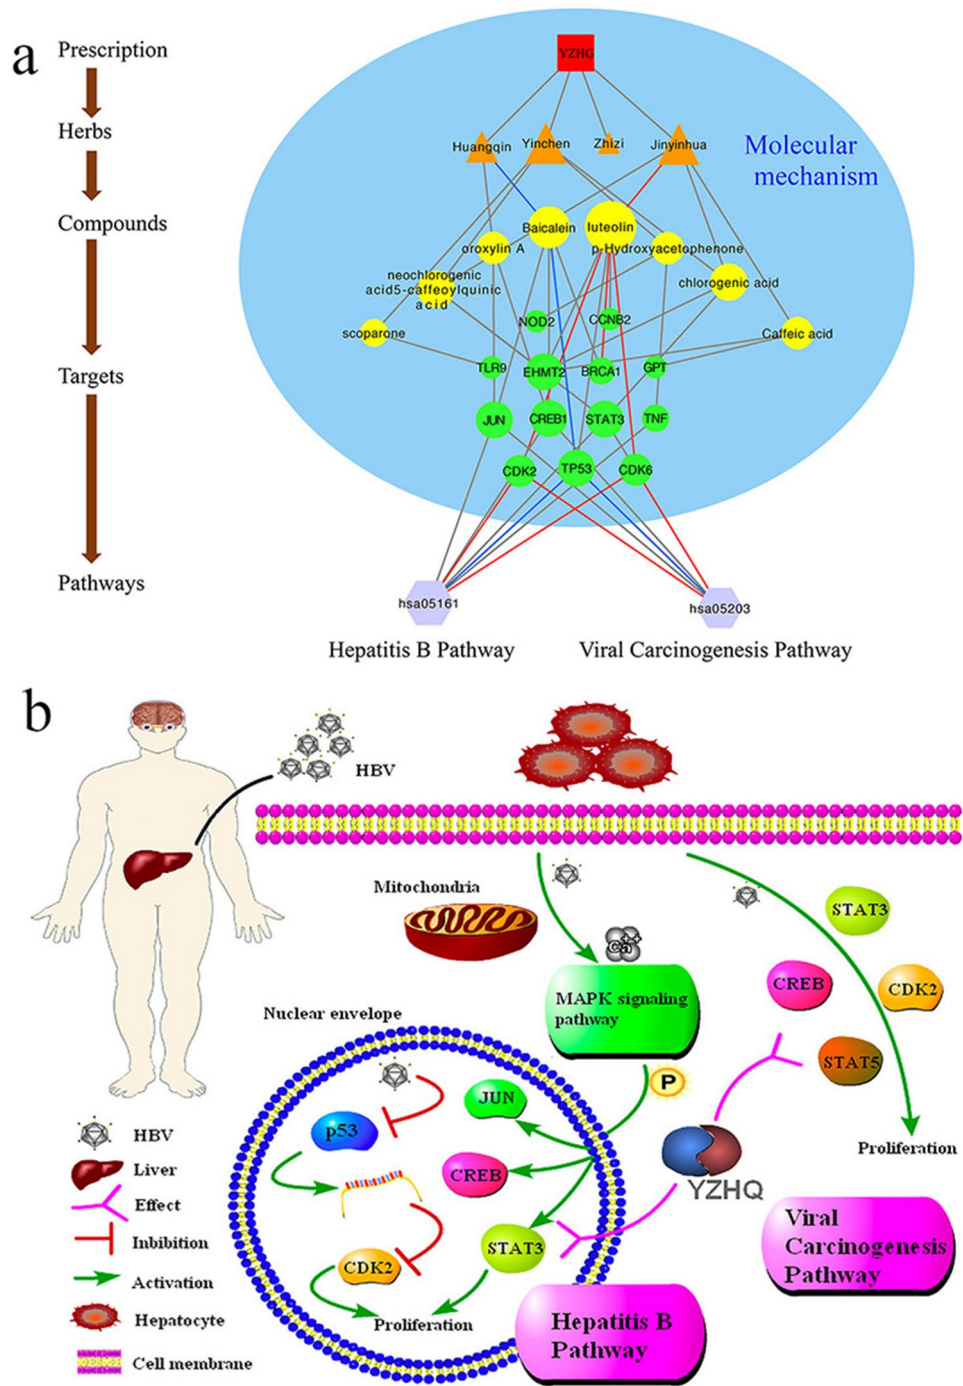 a
Prescription
Herbs
Compounds
Targets
Pathways
YZHG
Huangqin
Yinchen
Zhizi
Jinyinhua
Molecular
mechanism
Baicalein
luteolin
oroxylin A
p-Hydroxyacetophenone
neochlorogenic
acid5-caffeoylquinic
acid
chlorogenic acid
scoparone
NOD2
CCNB2
Caffeic acid
TLR9
EHMT2
BRCA1
GPT
JUN
CREB1
STAT3
TNF
CDK2
TP53
CDK6
hsa05161
hsa05203
Hepatitis B Pathway
Viral Carcinogenesis Pathway
b
HBV
Mitochondria
Ca++
STAT3
MAPK signaling
pathway
CREB
CDK2
STAT5
Nuclear envelope
P
JUN
p53
CREB
YZHQ
Proliferation
STAT3
CDK2
Proliferation
Viral
Carcinogenesis
Pathway
Hepatitis B
Pathway
HBV
Liver
Effect
Inbibition
Activation
Hepatocyte
Cell membrane